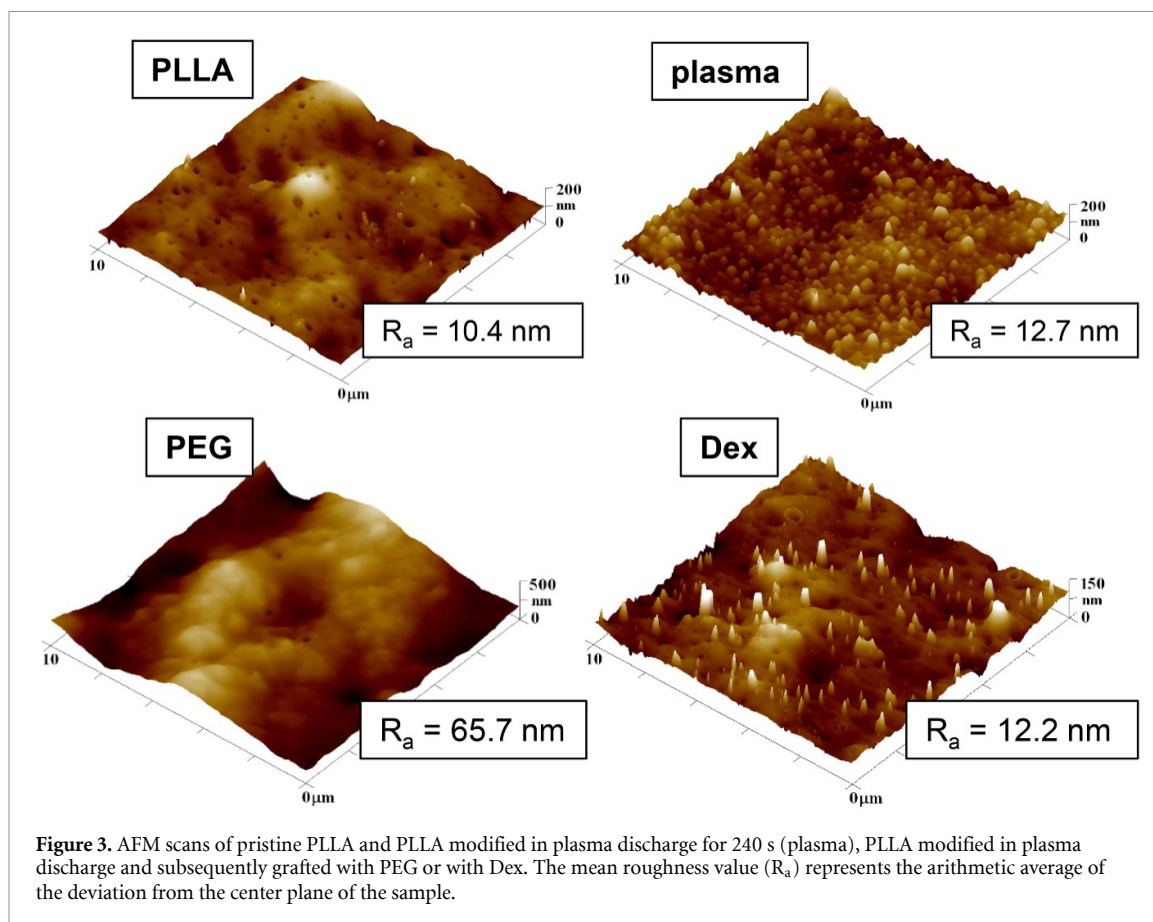 PLLA
200
nm
0
10
0µm
Rₐ = 10.4 nm
plasma
200
nm
0
10
0µm
Rₐ = 12.7 nm
PEG
500
nm
0
10
0µm
Rₐ = 65.7 nm
Dex
150
nm
0
10
0µm
Rₐ = 12.2 nm
Figure 3. AFM scans of pristine PLLA and PLLA modified in plasma discharge for 240 s (plasma), PLLA modified in plasma
discharge and subsequently grafted with PEG or with Dex. The mean roughness value (Rₐ) represents the arithmetic average of
the deviation from the center plane of the sample.